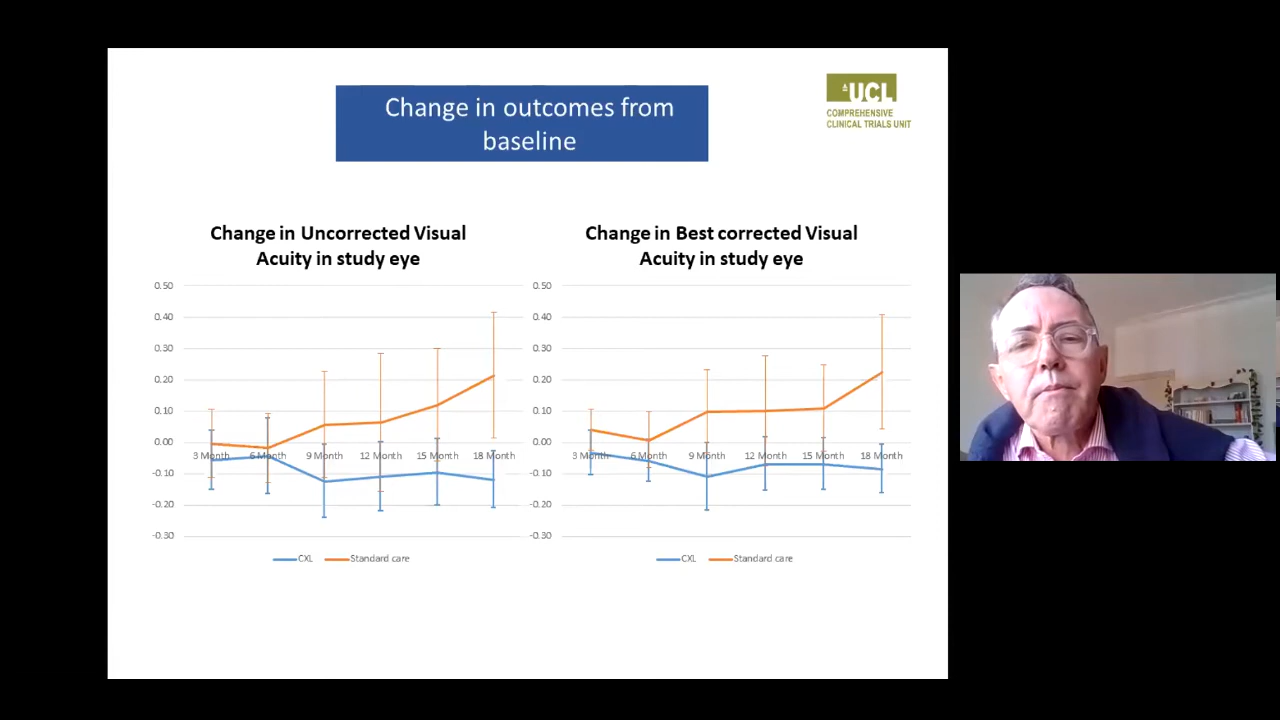 Change in outcomes from
baseline
UCL
COMPREHENSIVE
CLINICAL TRIALS UNIT
Change in Uncorrected Visual
Acuity in study eye
0.50
0.40
0.30
0.20
0.10
0.00
-0.10
-0.20
-0.30
3 Month 6 Month 9 Month 12 Month 15 Month 18 Month
CXL Standard care
Change in Best corrected Visual
Acuity in study eye
0.50
0.40
0.30
0.20
0.10
0.00
-0.10
-0.20
-0.30
3 Month 6 Month 9 Month 12 Month 15 Month 18 Month
CXL Standard care